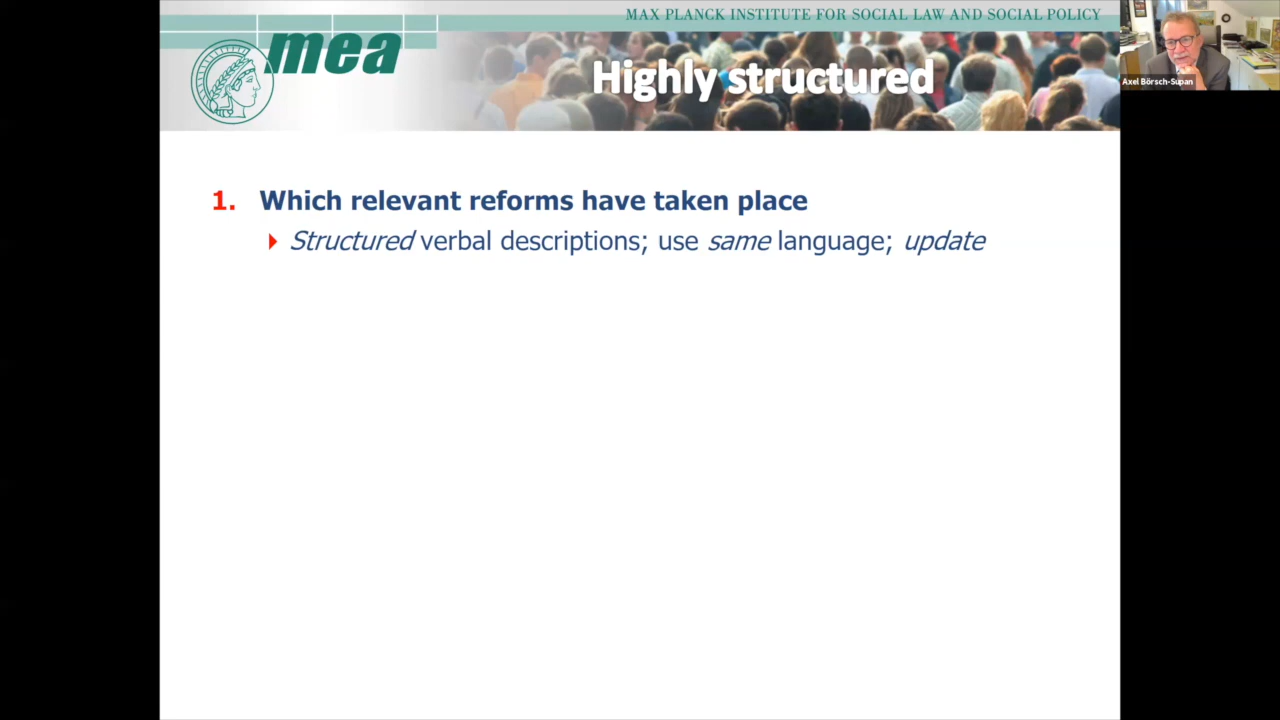 MAX PLANCK INSTITUTE FOR SOCIAL LAW AND SOCIAL POLICY
mea
Highly structured
Axel Börsch-Supan
1. Which relevant reforms have taken place
Structured verbal descriptions; use same language; update